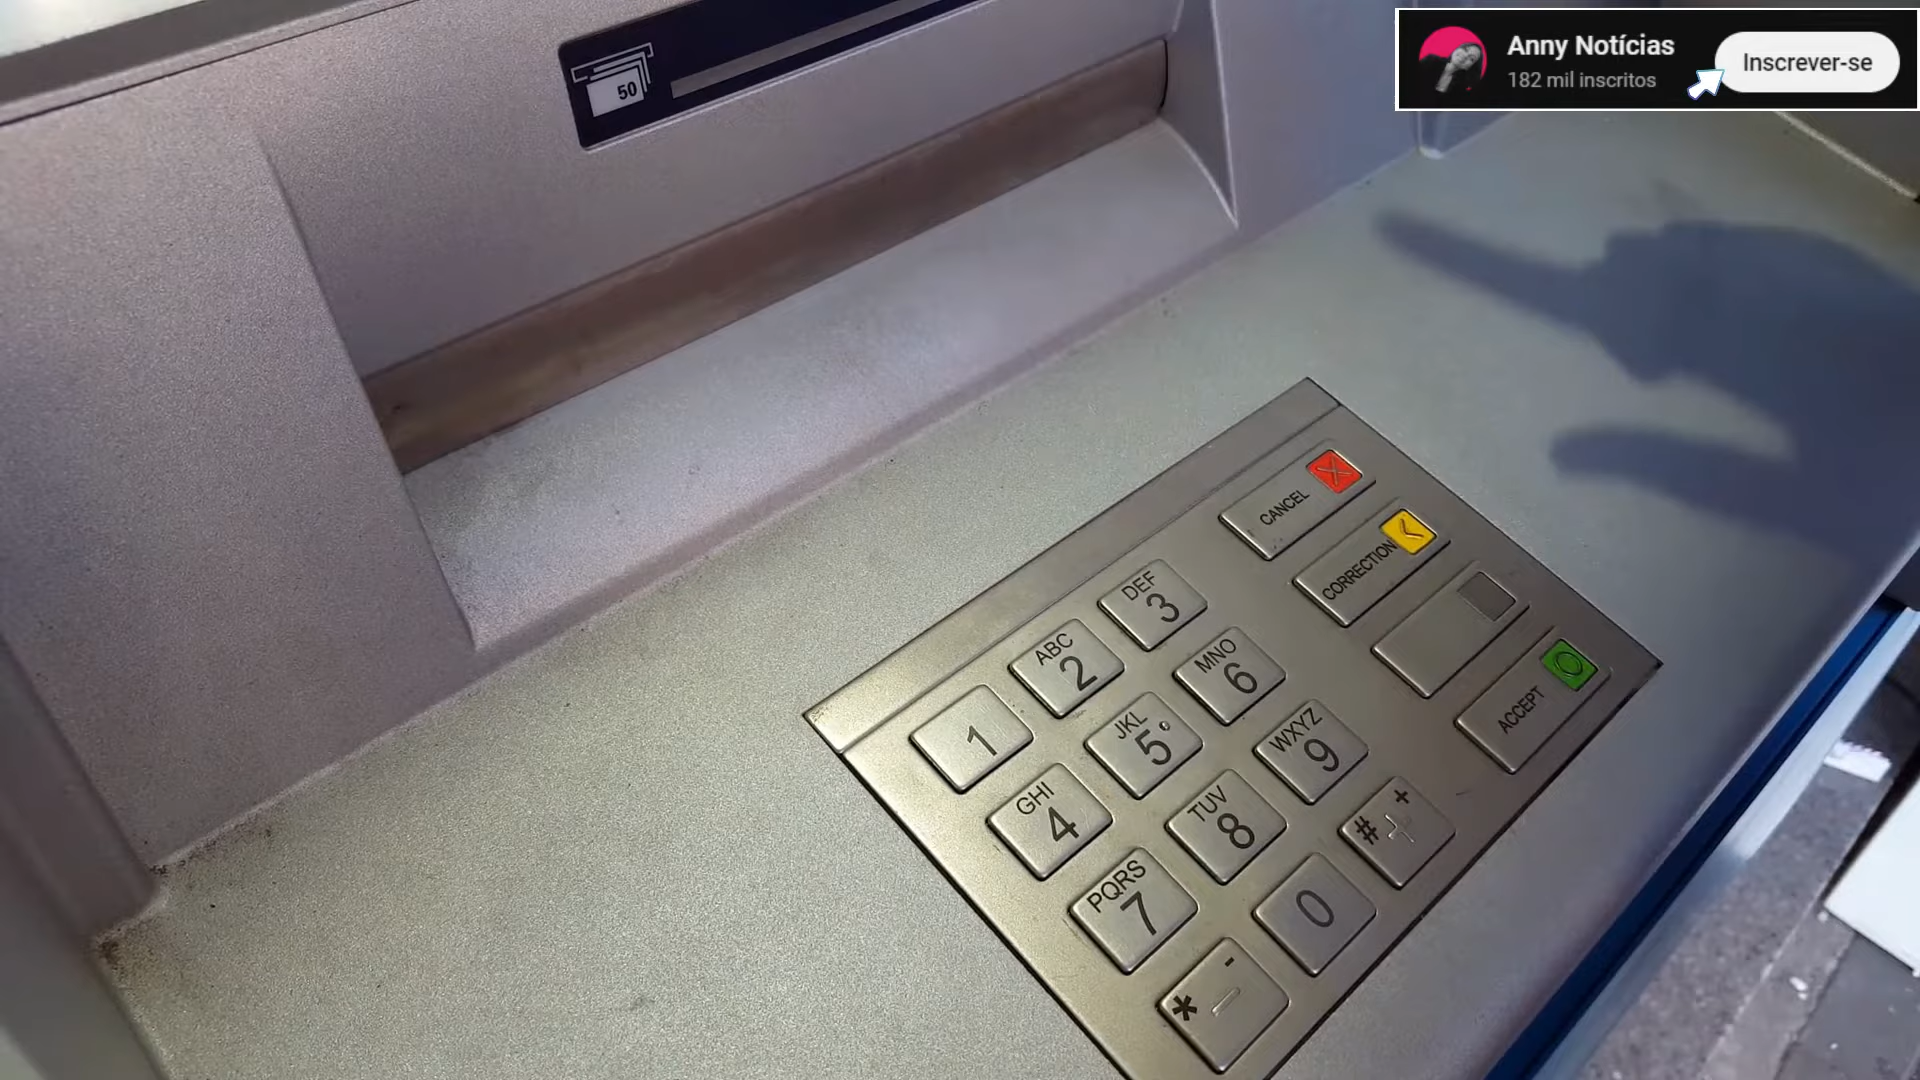 50
Anny Notícias
182 mil inscritos
Inscrever-se
CANCEL
CORRECTION
ACCEPT
1
ABC
2
DEF
3
GHI
4
JKL
5
MNO
6
PQRS
7
TUV
8
WXYZ
9
* -
0
# +